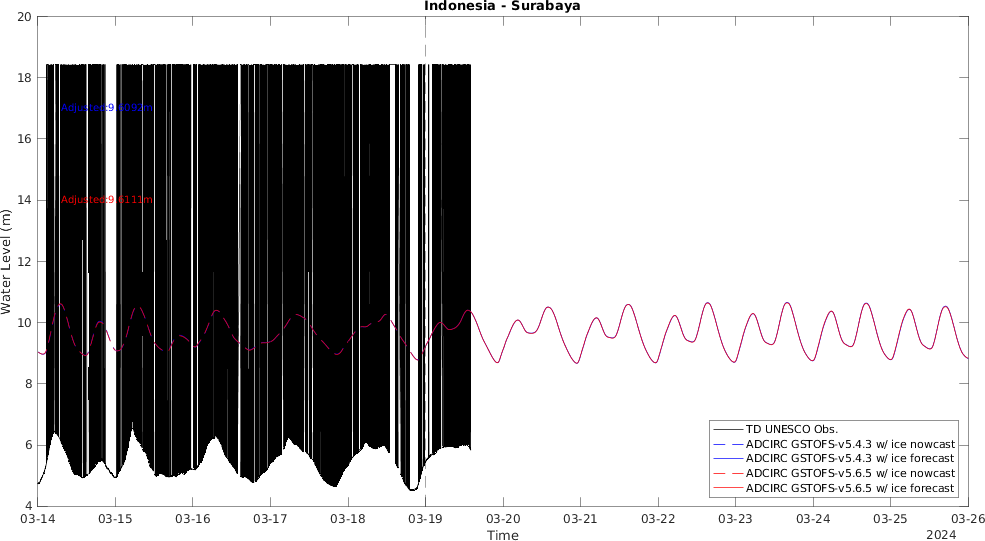 Indonesia - Surabaya
20
18
16
14
12
10
8
6
4
Water Level (m)
Adjusted:9.6111m
TD UNESCO Obs.
ADCIRC GSTOFS-v5.4.3 w/ ice nowcast
ADCIRC GSTOFS-v5.4.3 w/ ice forecast
ADCIRC GSTOFS-v5.6.5 w/ ice nowcast
ADCIRC GSTOFS-v5.6.5 w/ ice forecast
03-14 03-15 03-16 03-17 03-18 03-19 03-20 03-21 03-22 03-23 03-24 03-25 03-26
Time
2024